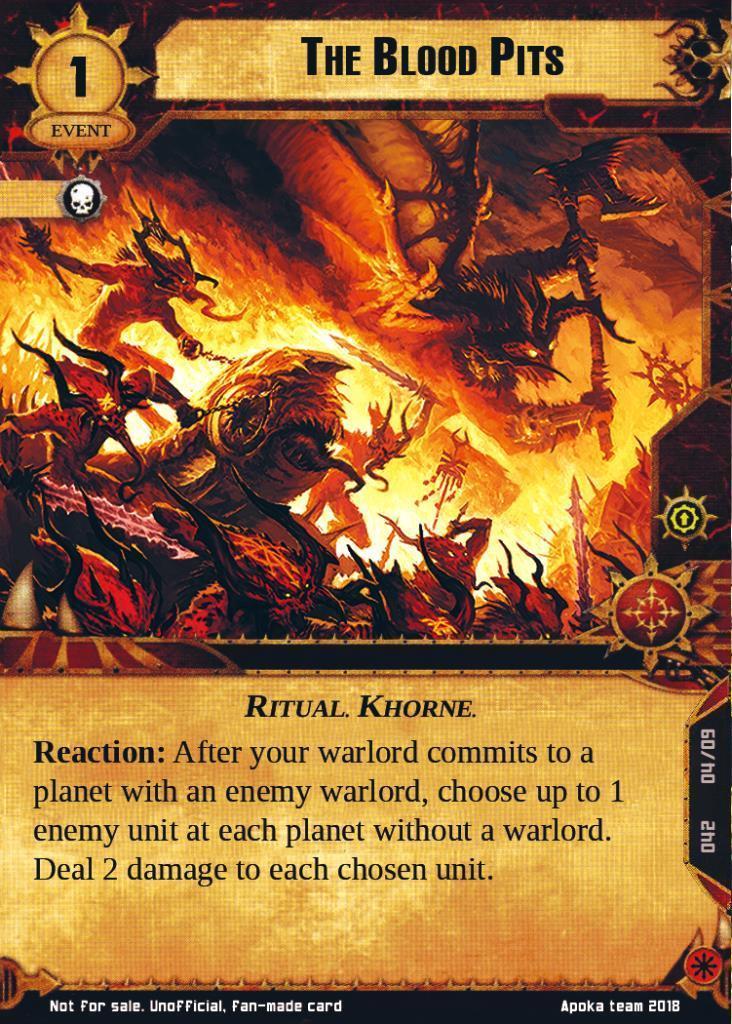 1
EVENT
THE BLOOD PITS
RITUAL. KHORNE.
Reaction: After your warlord commits to a
planet with an enemy warlord, choose up to 1
enemy unit at each planet without a warlord.
Deal 2 damage to each chosen unit.
04/09
042
Not for sale. Unofficial, Fan-made card
Apoka team 2018